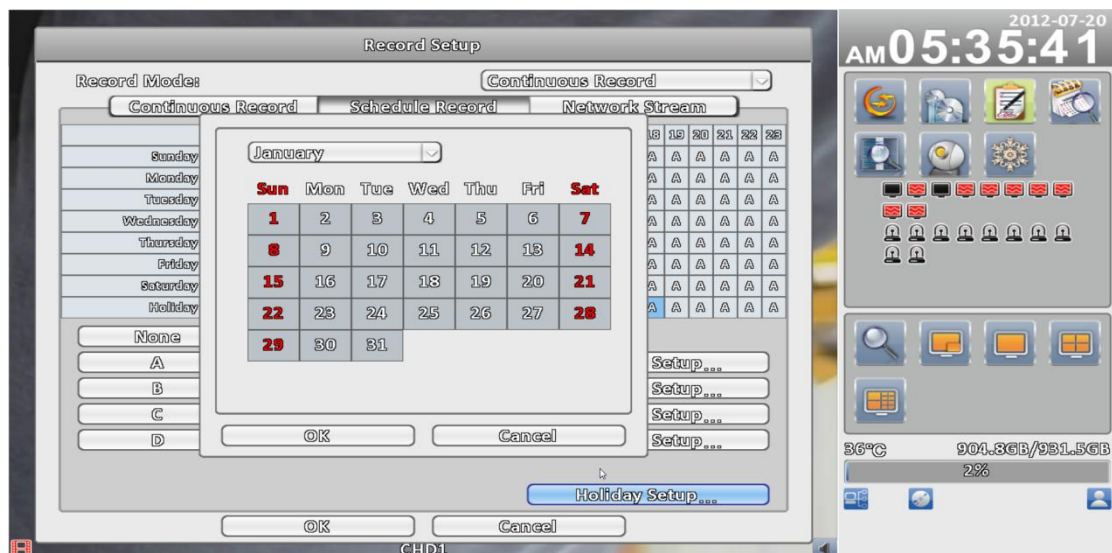 Record Setup
2012-07-20
AM 05:35:41
Record Mode: Continuous Record
Continuous Record Schedule Record Network Stream
18 19 20 21 22 23
Sunday A A A A A A
Monday A A A A A A
Tuesday A A A A A A
Wednesday A A A A A A
Thursday A A A A A A
Friday A A A A A A
Saturday A A A A A A
Holiday A A A A A A
January
Sun Mon Tue Wed Thu Fri Sat
1 2 3 4 5 6 7
8 9 10 11 12 13 14
15 16 17 18 19 20 21
22 23 24 25 26 27 28
29 30 31
OK Cancel
None
A Setup...
B Setup...
C Setup...
D Setup...
Holiday Setup...
OK Cancel
CHD1
36°C 904.8GB/931.5GB
2%